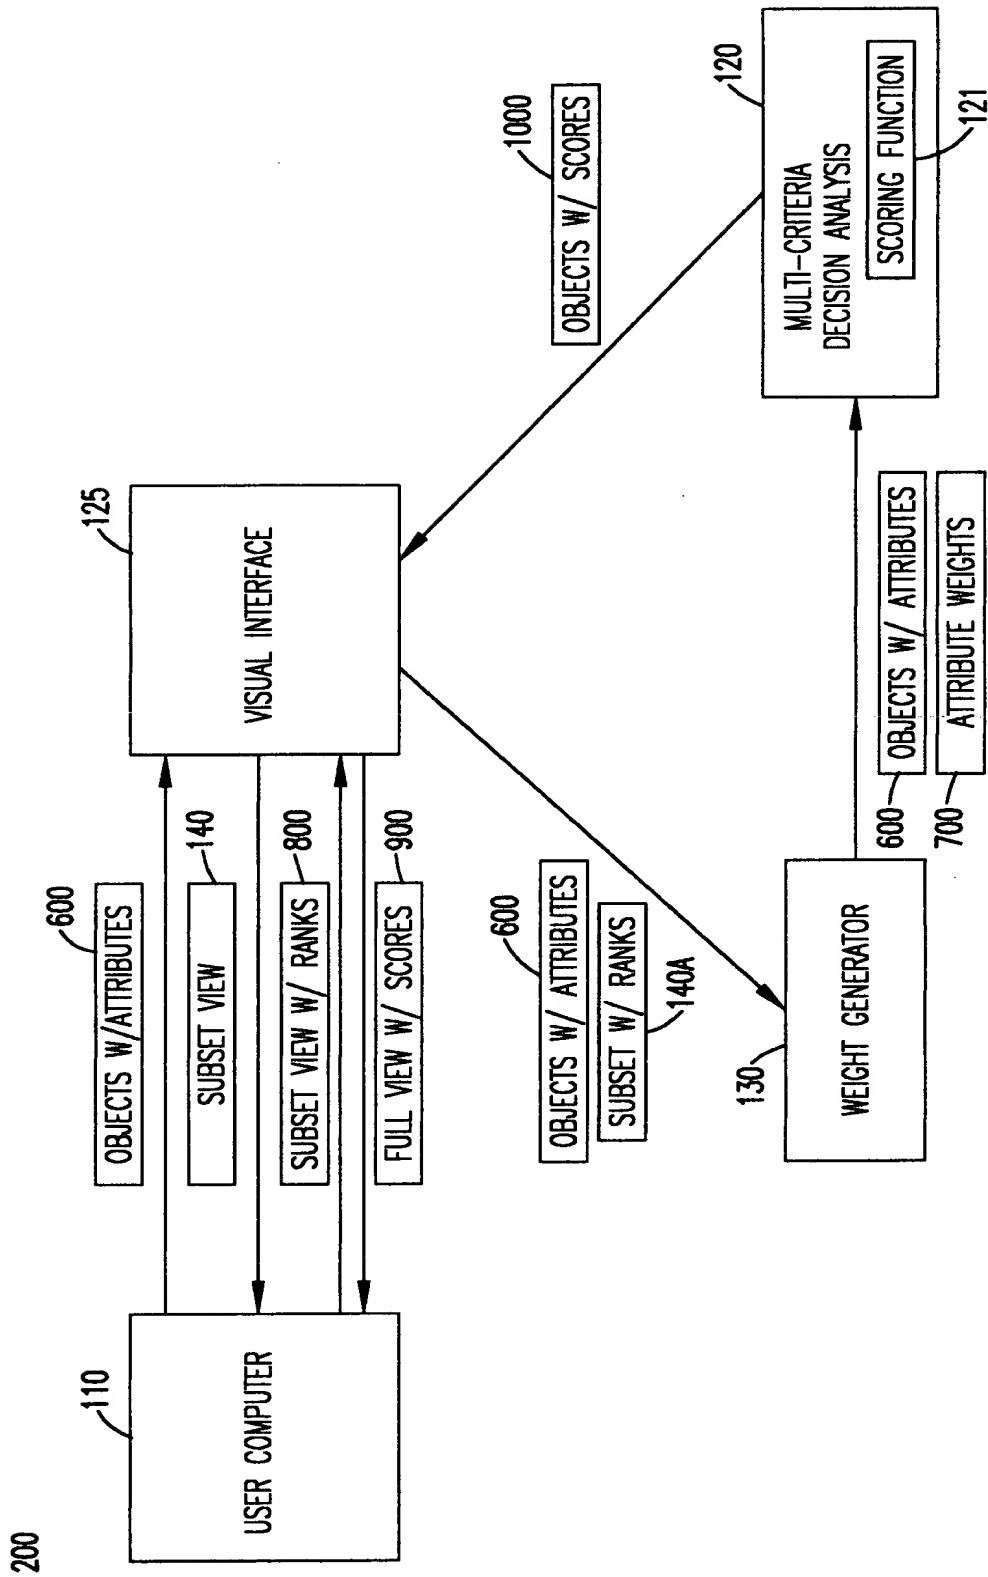 200
110
USER COMPUTER
600
OBJECTS W/ATTRIBUTES
140
SUBSET VIEW
SUBSET VIEW W/ RANKS
800
FULL VIEW W/ SCORES
900
125
VISUAL INTERFACE
1000
OBJECTS W/ SCORES
120
MULTI-CRITERIA
DECISION ANALYSIS
SCORING FUNCTION
121
600
OBJECTS W/ ATTRIBUTES
SUBSET W/ RANKS
140A
130
WEIGHT GENERATOR
600
OBJECTS W/ ATTRIBUTES
700
ATTRIBUTE WEIGHTS